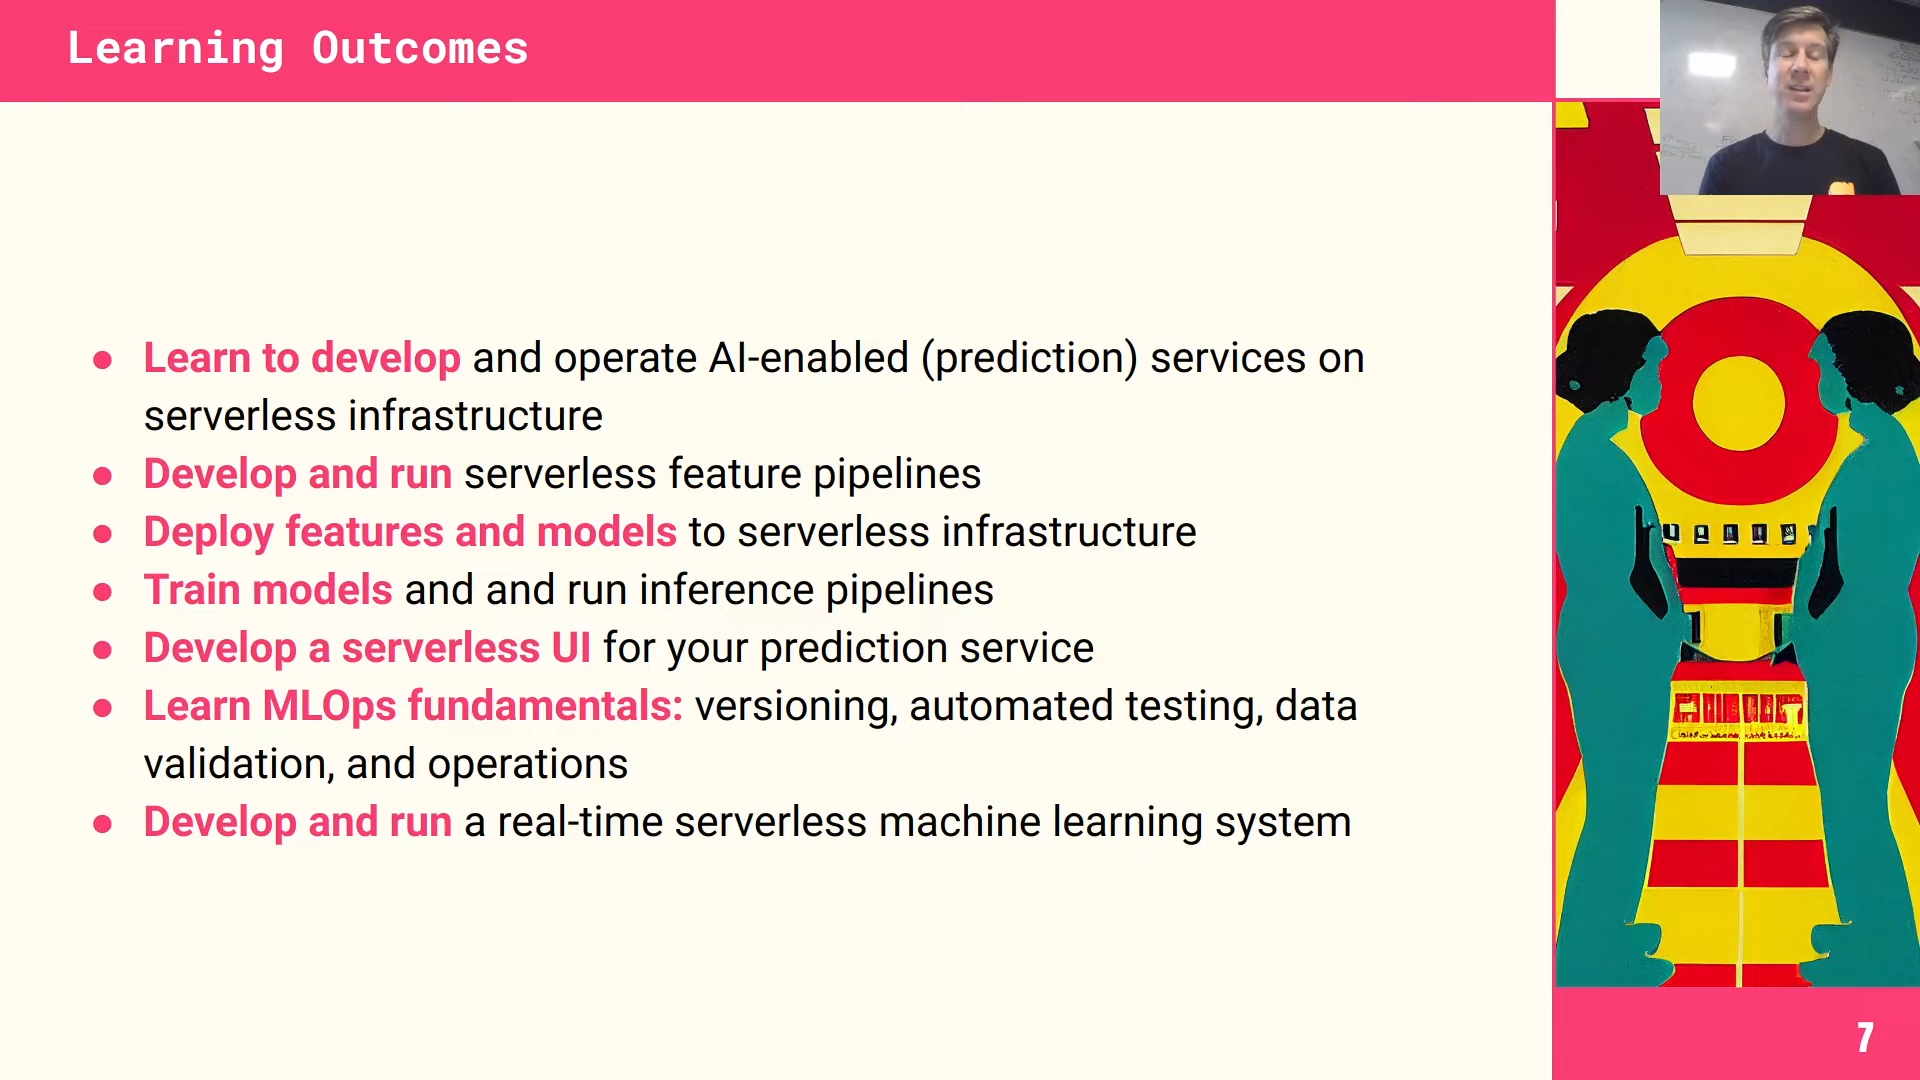 Learning Outcomes
● Learn to develop and operate AI-enabled (prediction) services on
serverless infrastructure
● Develop and run serverless feature pipelines
● Deploy features and models to serverless infrastructure
● Train models and and run inference pipelines
● Develop a serverless UI for your prediction service
● Learn MLOps fundamentals: versioning, automated testing, data
validation, and operations
● Develop and run a real-time serverless machine learning system
7